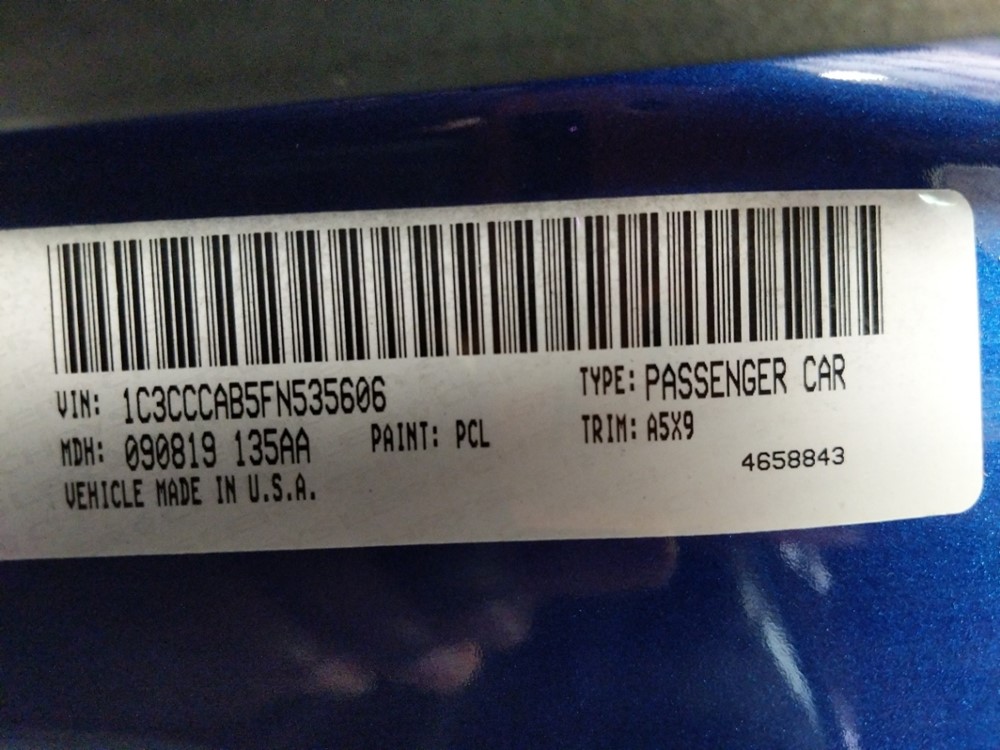 VIN: 1C3CCCAB5FN535606 TYPE: PASSENGER CAR
MDH: 090819 135AA PAINT: PCL TRIM: A5X9
VEHICLE MADE IN U.S.A. 4658843